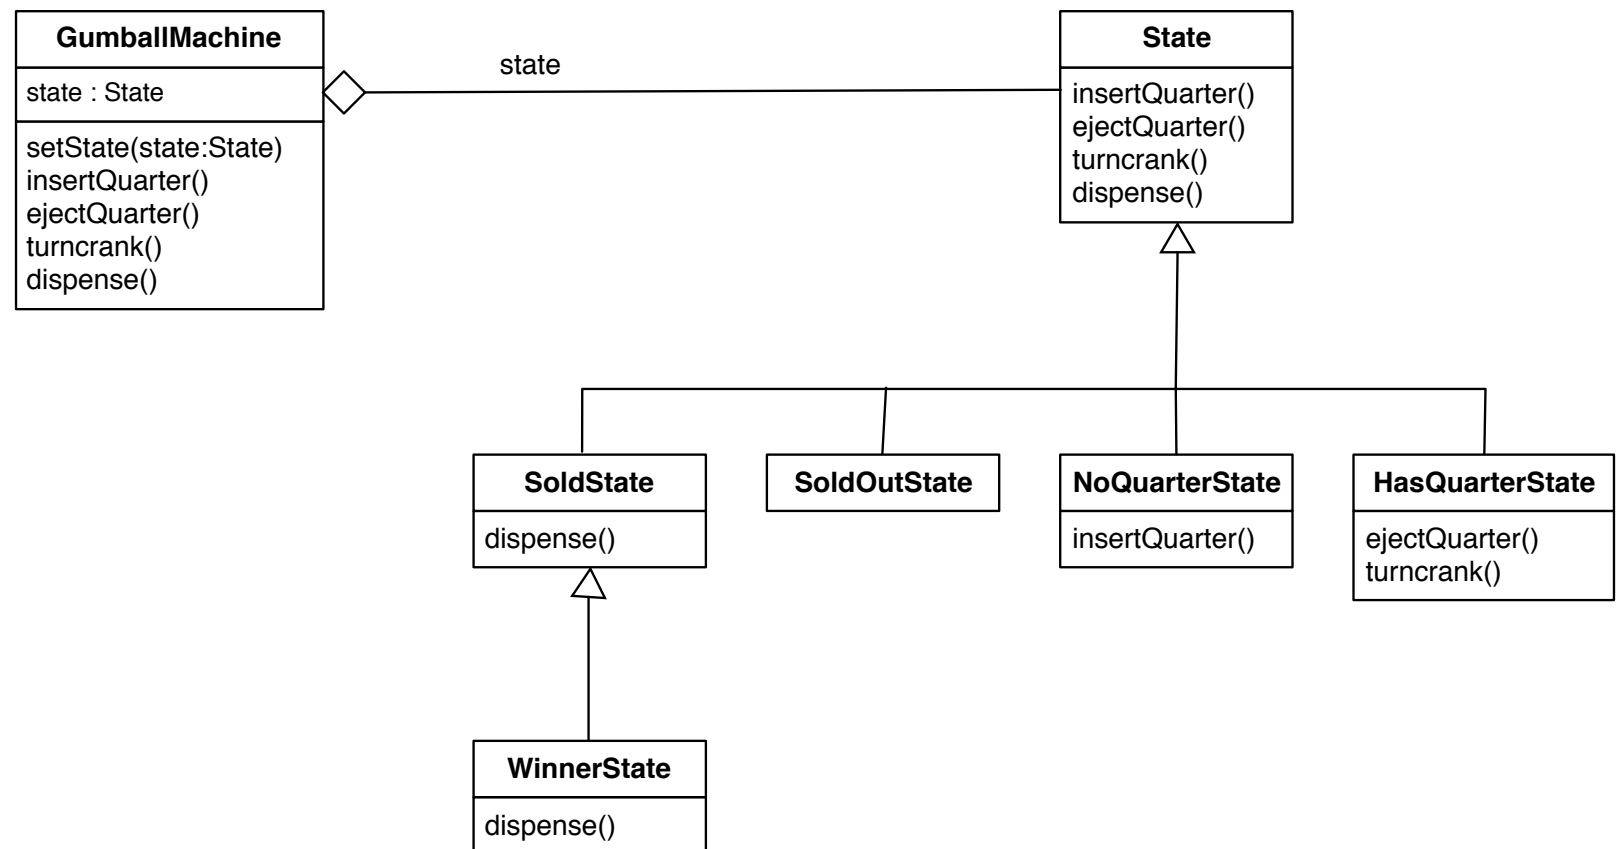 GumballMachine
state : State
setState(state:State)
insertQuarter()
ejectQuarter()
turncrank()
dispense()
state
State
insertQuarter()
ejectQuarter()
turncrank()
dispense()
SoldState
dispense()
SoldOutState
NoQuarterState
insertQuarter()
HasQuarterState
ejectQuarter()
turncrank()
WinnerState
dispense()